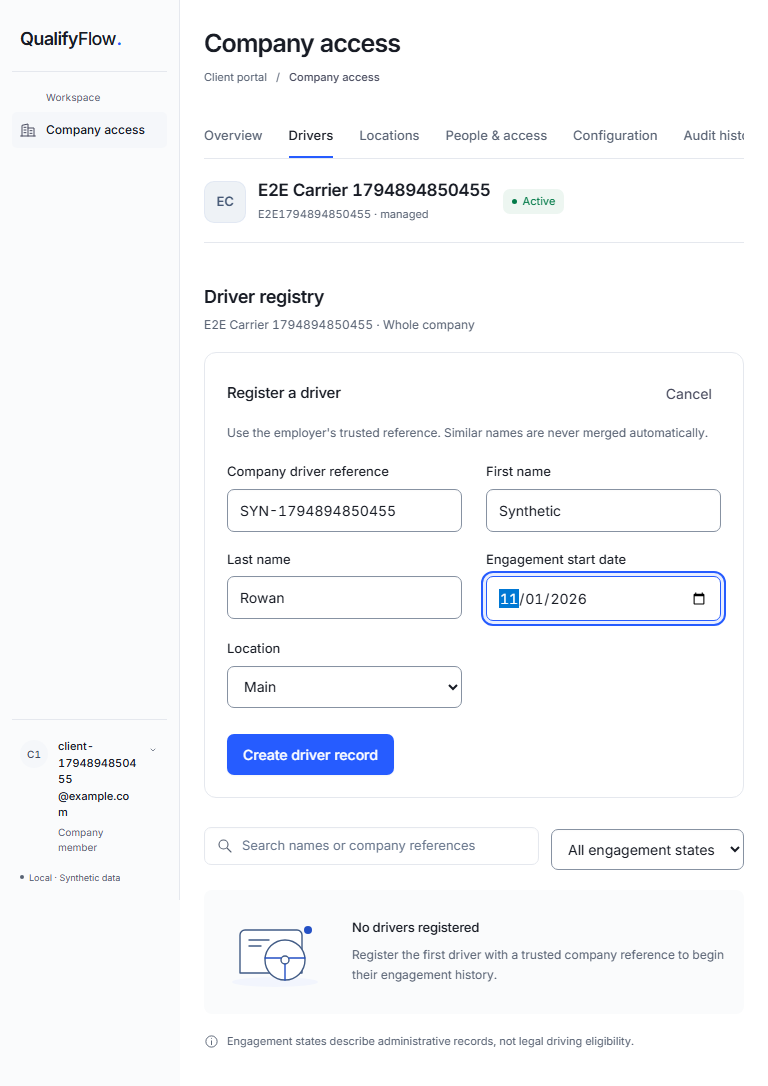 QualifyFlow.
Workspace
Company access
Company access
Client portal / Company access
Overview Drivers Locations People & access Configuration
EC
E2E Carrier 1794894850455
E2E1794894850455 · managed
Active
Driver registry
E2E Carrier 1794894850455 · Whole company
Register a driver
Cancel
Use the employer's trusted reference. Similar names are never merged automatically.
Company driver reference
SYN-1794894850455
First name
Synthetic
Last name
Rowan
Engagement start date
11/01/2026
Location
Main
Create driver record
Search names or company references
All engagement states
No drivers registered
Register the first driver with a trusted company reference to begin
their engagement history.
Engagement states describe administrative records, not legal driving eligibility.
C1
client-
17948948504
55
@example.co
m
Company
member
Local · Synthetic data